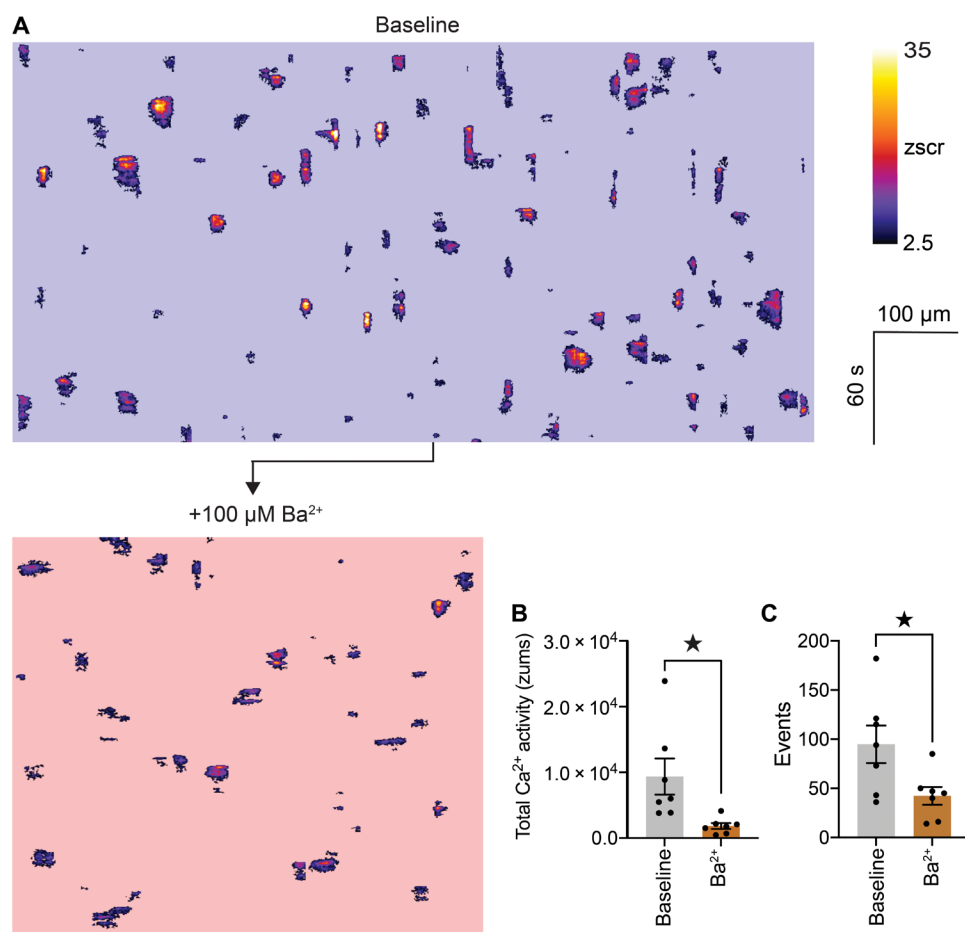 A
Baseline
35
zscr
2.5
100 µm
60 s
+100 µM Ba²⁺
B
Total Ca²⁺ activity (zums)
3.0 × 10⁴
2.0 × 10⁴
1.0 × 10⁴
0.0
Baseline
Ba²⁺
C
Events
200
150
100
50
0
Baseline
Ba²⁺